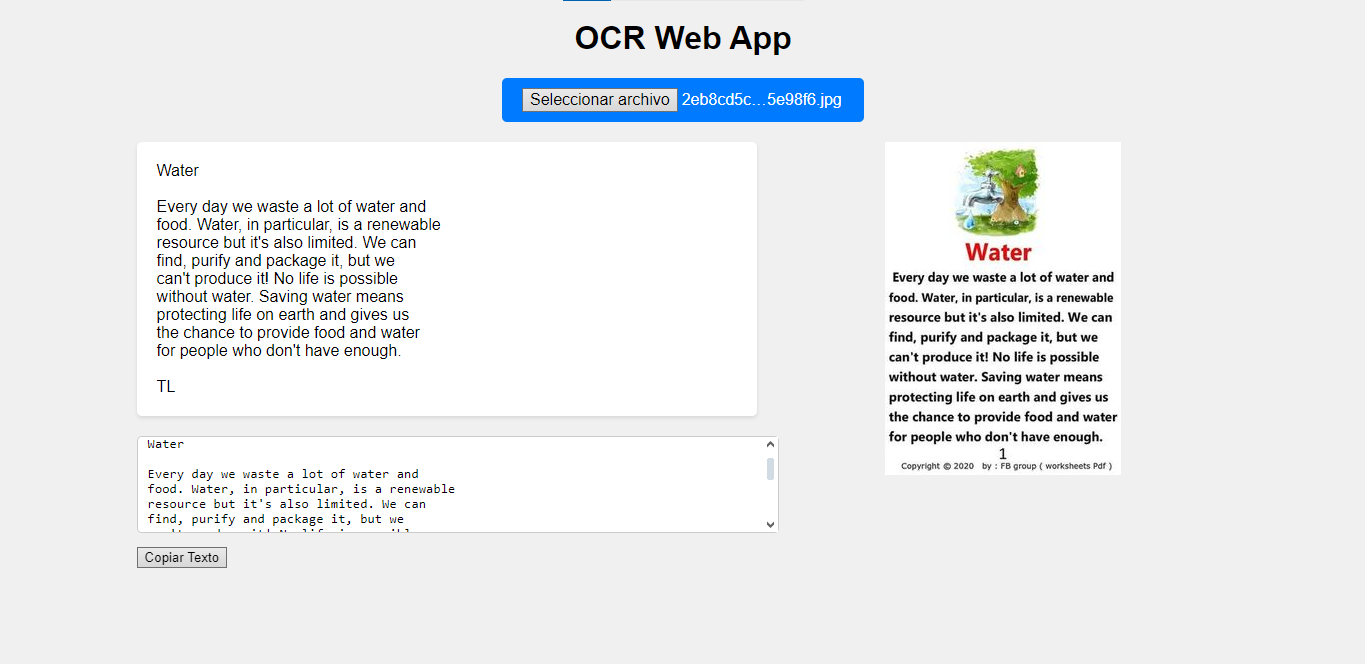 OCR Web App
Seleccionar archivo 2eb8cd5c...5e98f6.jpg
Water
Every day we waste a lot of water and
food. Water, in particular, is a renewable
resource but it's also limited. We can
find, purify and package it, but we
can't produce it! No life is possible
without water. Saving water means
protecting life on earth and gives us
the chance to provide food and water
for people who don't have enough.
TL
Water
Every day we waste a lot of water and
food. Water, in particular, is a renewable
resource but it's also limited. We can
find, purify and package it, but we
Copiar Texto
Water
Every day we waste a lot of water and
food. Water, in particular, is a renewable
resource but it's also limited. We can
find, purify and package it, but we
can't produce it! No life is possible
without water. Saving water means
protecting life on earth and gives us
the chance to provide food and water
for people who don't have enough.
1
Copyright © 2020 by : FB group ( worksheets Pdf )